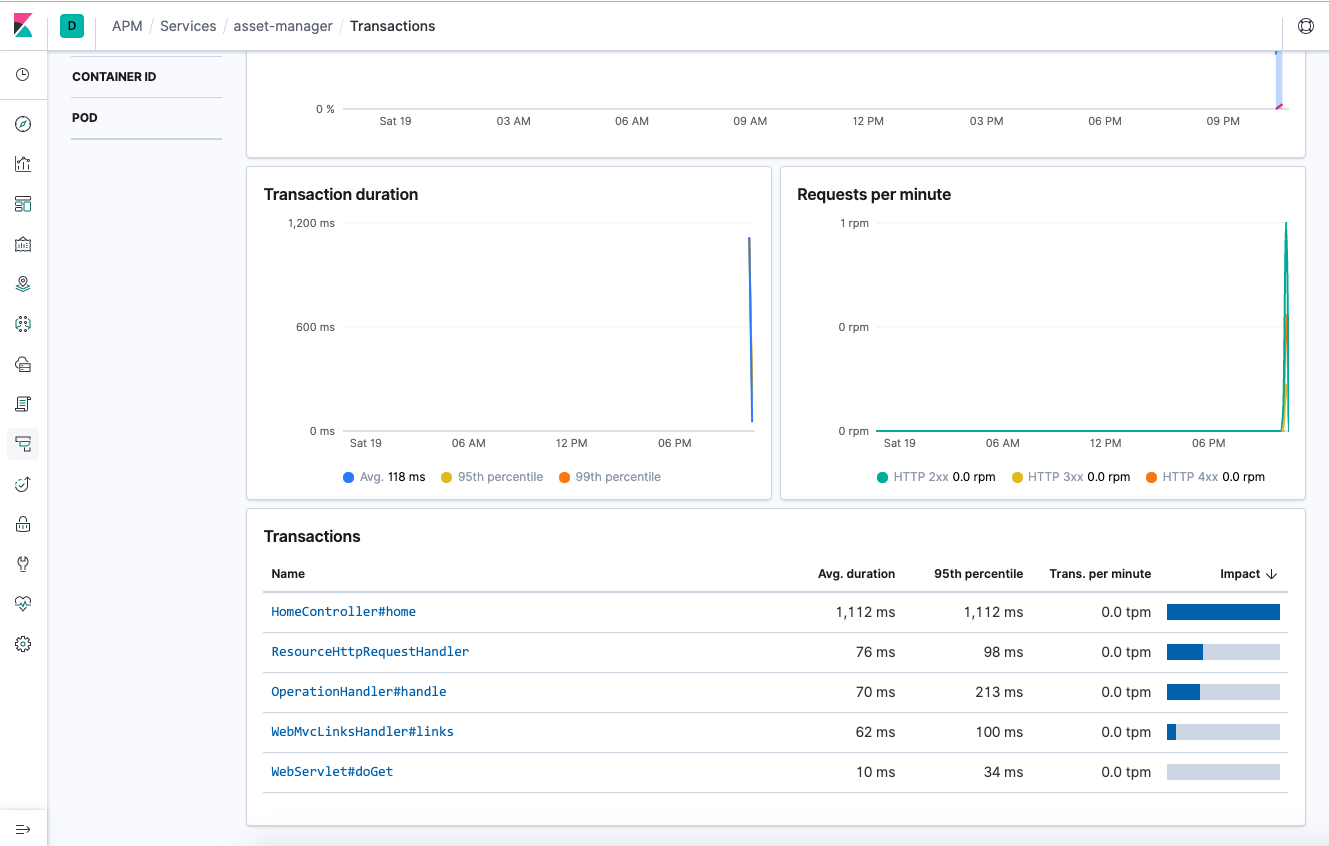 D APM / Services / asset-manager / Transactions
CONTAINER ID
POD
0 %
Sat 19 03 AM 06 AM 09 AM 12 PM 03 PM 06 PM 09 PM
Transaction duration
1,200 ms
600 ms
0 ms
Sat 19 06 AM 12 PM 06 PM
Avg. 118 ms 95th percentile 99th percentile
Requests per minute
1 rpm
0 rpm
0 rpm
Sat 19 06 AM 12 PM 06 PM
HTTP 2xx 0.0 rpm HTTP 3xx 0.0 rpm HTTP 4xx 0.0 rpm
Transactions
Name Avg. duration 95th percentile Trans. per minute Impact
HomeController#home 1,112 ms 1,112 ms 0.0 tpm
ResourceHttpRequestHandler 76 ms 98 ms 0.0 tpm
OperationHandler#handle 70 ms 213 ms 0.0 tpm
WebMvcLinksHandler#links 62 ms 100 ms 0.0 tpm
WebServlet#doGet 10 ms 34 ms 0.0 tpm